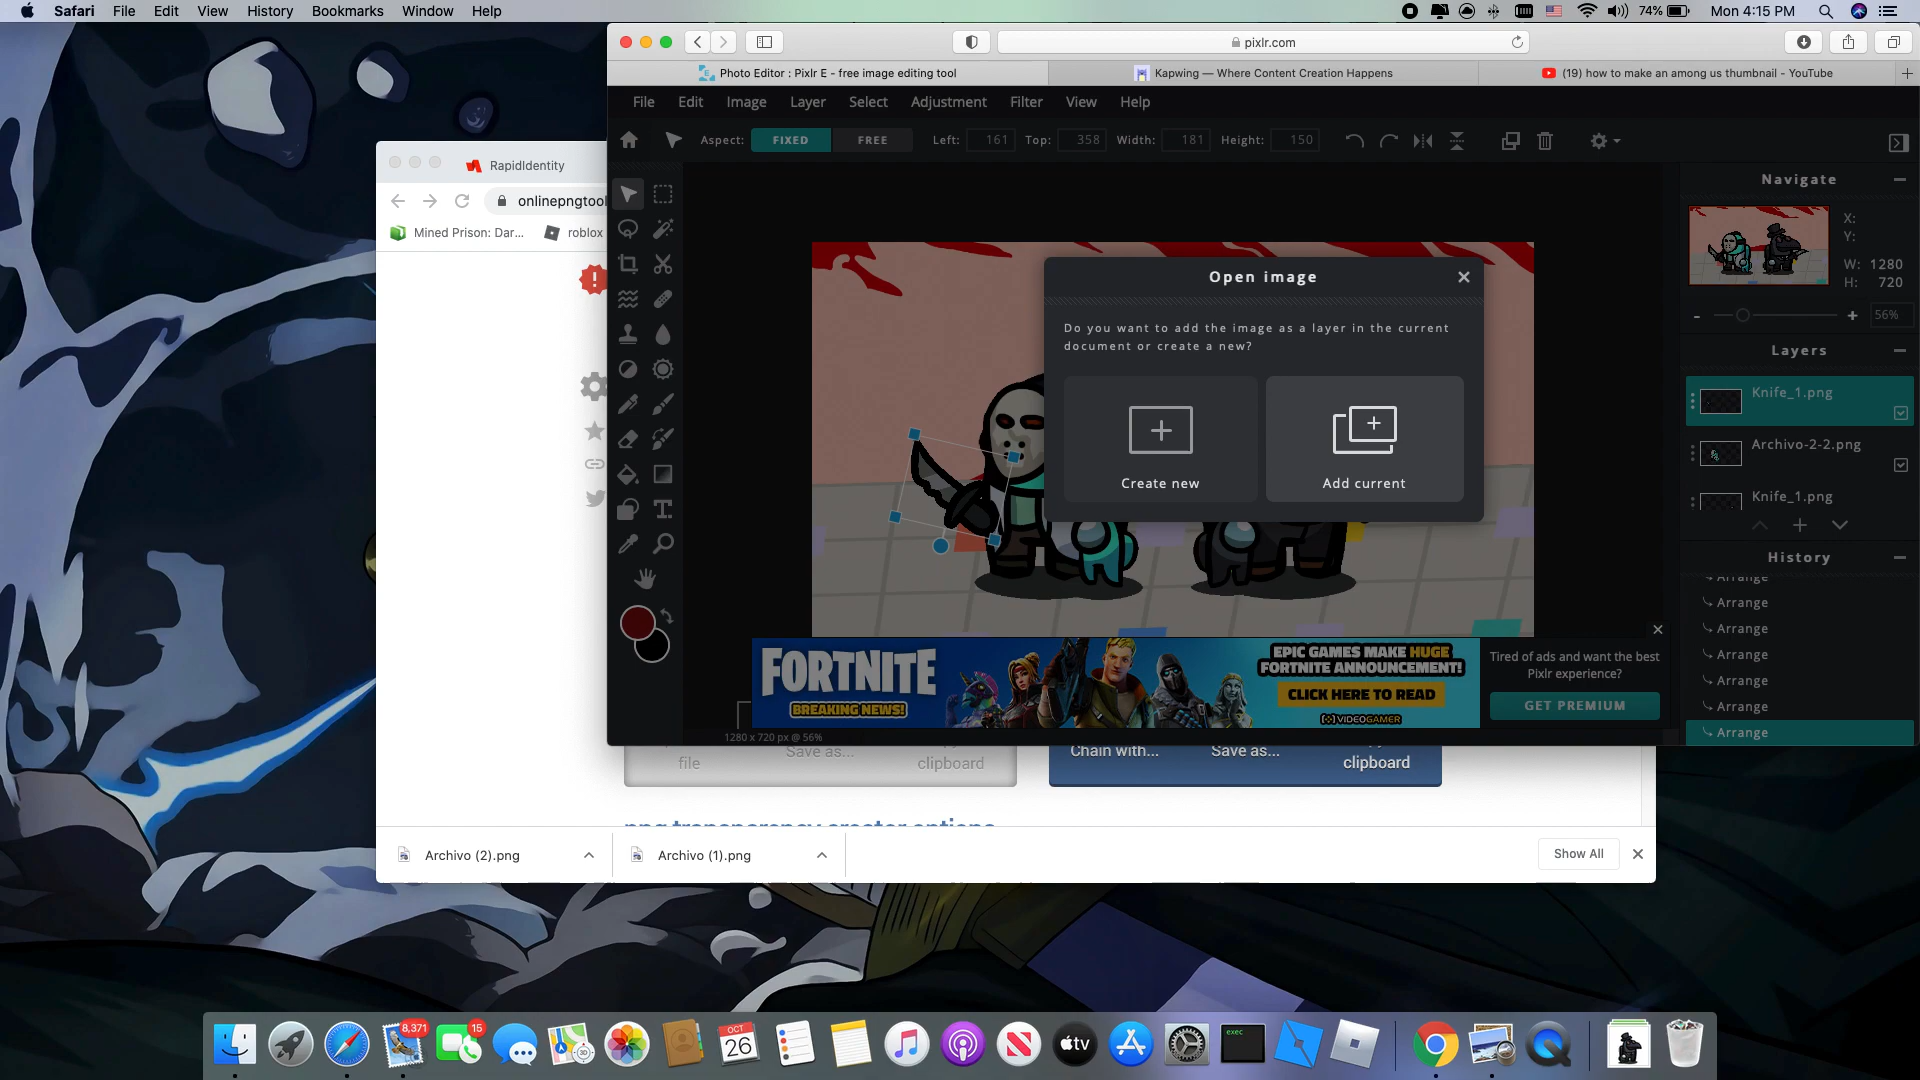 Safari File Edit View History Bookmarks Window Help
74% Mon 4:15 PM
pixlr.com
Photo Editor : Pixlr E - free image editing tool
Kapwing — Where Content Creation Happens
(19) how to make an among us thumbnail - YouTube
File Edit Image Layer Select Adjustment Filter View Help
Aspect: FIXED FREE Left: 161 Top: 358 Width: 181 Height: 150
RapidIdentity
onlinepngtool
Mined Prison: Dar...
roblox
Navigate
X:
Y:
W: 1280
H: 720
56%
Layers
Knife_1.png
Archivo-2-2.png
Knife_1.png
History
Arrange
Arrange
Arrange
Arrange
Arrange
Arrange
Arrange
Open image
Do you want to add the image as a layer in the current
document or create a new?
Create new
Add current
FORTNITE
BREAKING NEWS!
EPIC GAMES MAKE HUGE
FORTNITE ANNOUNCEMENT!
CLICK HERE TO READ
VIDEOGAMER
Tired of ads and want the best
Pixlr experience?
GET PREMIUM
1280 x 720 px @ 56%
file
Save as...
clipboard
Chain with...
Save as...
clipboard
png transparency creator options
Archivo (2).png
Archivo (1).png
Show All
8,371
15
3D
OCT
26
tv
exec